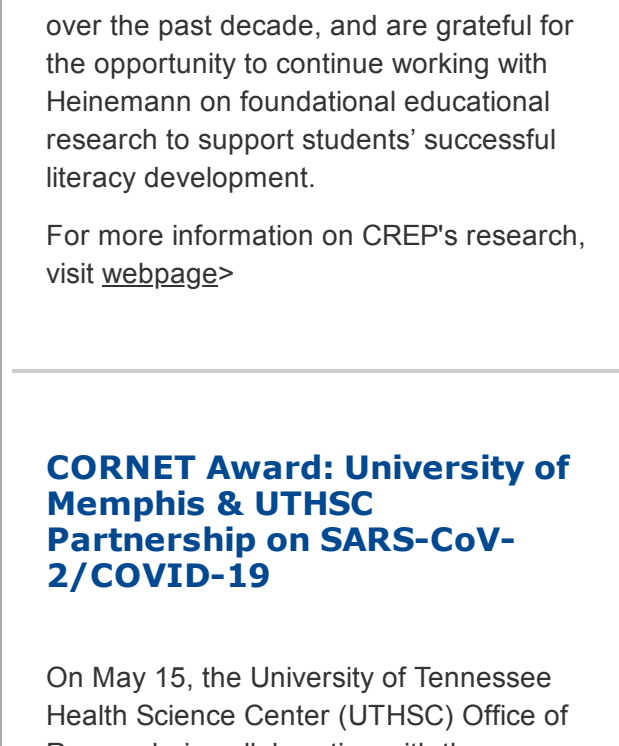 over the past decade, and are grateful for
the opportunity to continue working with
Heinemann on foundational educational
research to support students’ successful
literacy development.
For more information on CREP's research,
visit webpage>
CORNET Award: University of
Memphis & UTHSC
Partnership on SARS-CoV-
2/COVID-19
On May 15, the University of Tennessee
Health Science Center (UTHSC) Office of